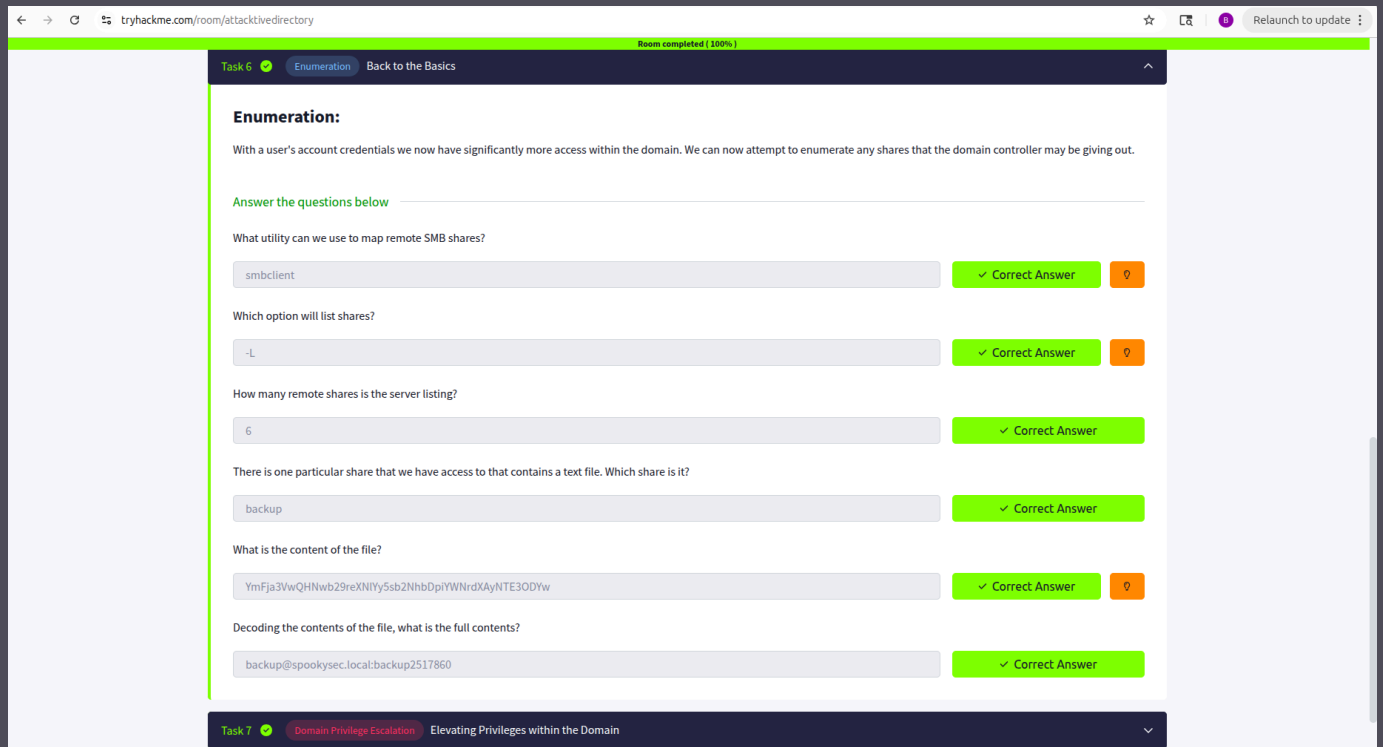 tryhackme.com/room/attacktivedirectory
B
Relaunch to update
Room completed ( 100% )
Task 6 Enumeration Back to the Basics
Enumeration:
With a user's account credentials we now have significantly more access within the domain. We can now attempt to enumerate any shares that the domain controller may be giving out.
Answer the questions below
What utility can we use to map remote SMB shares?
smbclient
Correct Answer
Which option will list shares?
-L
Correct Answer
How many remote shares is the server listing?
6
Correct Answer
There is one particular share that we have access to that contains a text file. Which share is it?
backup
Correct Answer
What is the content of the file?
YmFja3VwQHNwb29reXNlYy5sb2NhbDpiYWNrdXAyNTE3ODYw
Correct Answer
Decoding the contents of the file, what is the full contents?
backup@spookysec.local:backup2517860
Correct Answer
Task 7 Domain Privilege Escalation Elevating Privileges within the Domain